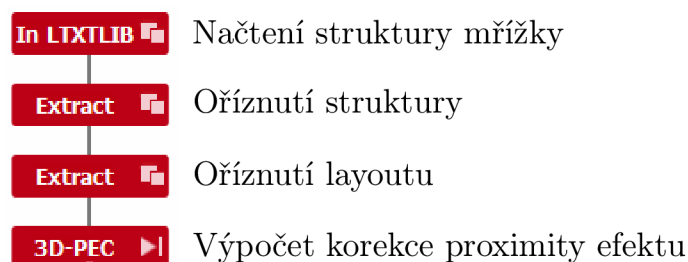 In LTXTLIB Načtení struktury mřížky
Extract Oříznutí struktury
Extract Oříznutí layoutu
3D-PEC Výpočet korekce proximity efektu